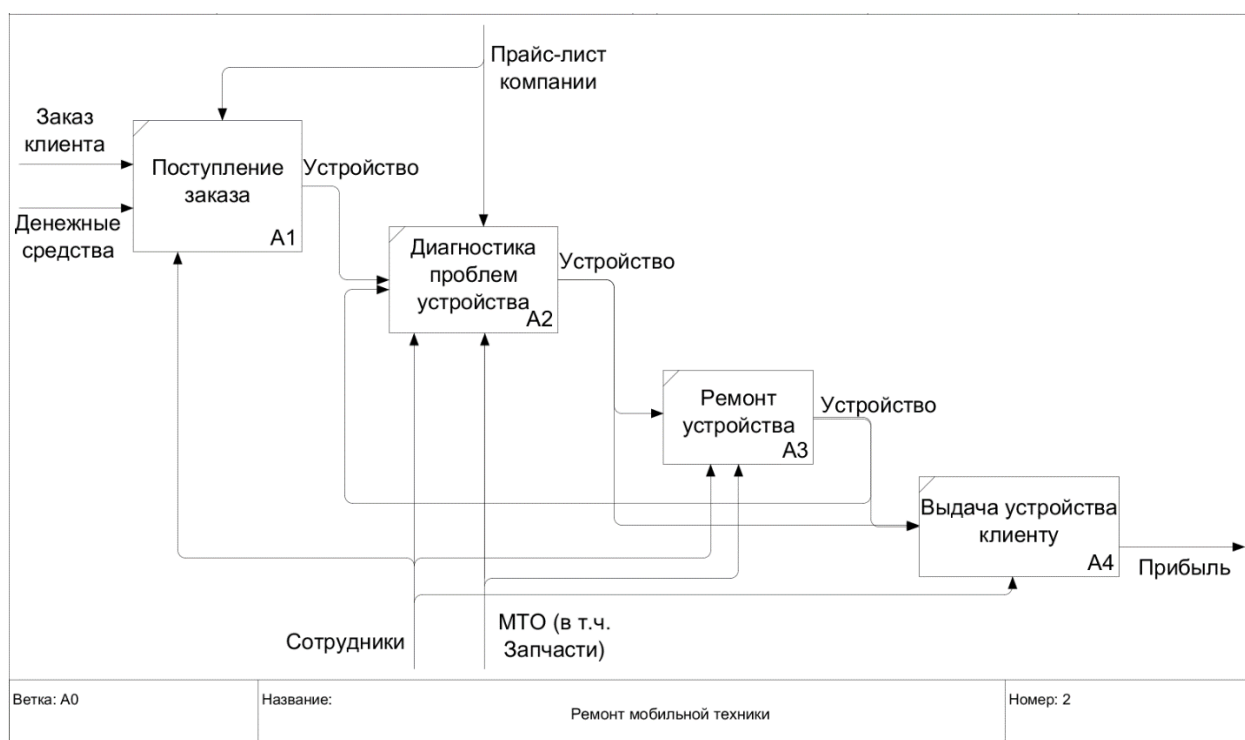 Прайс-лист
компании
Заказ
клиента
Денежные
средства
Поступление
заказа
A1
Устройство
Диагностика
проблем
устройства
A2
Устройство
Ремонт
устройства
A3
Устройство
Выдача устройства
клиенту
A4
Прибыль
Сотрудники
МТО (в т.ч.
Запчасти)
Ветка: A0
Название:
Ремонт мобильной техники
Номер: 2